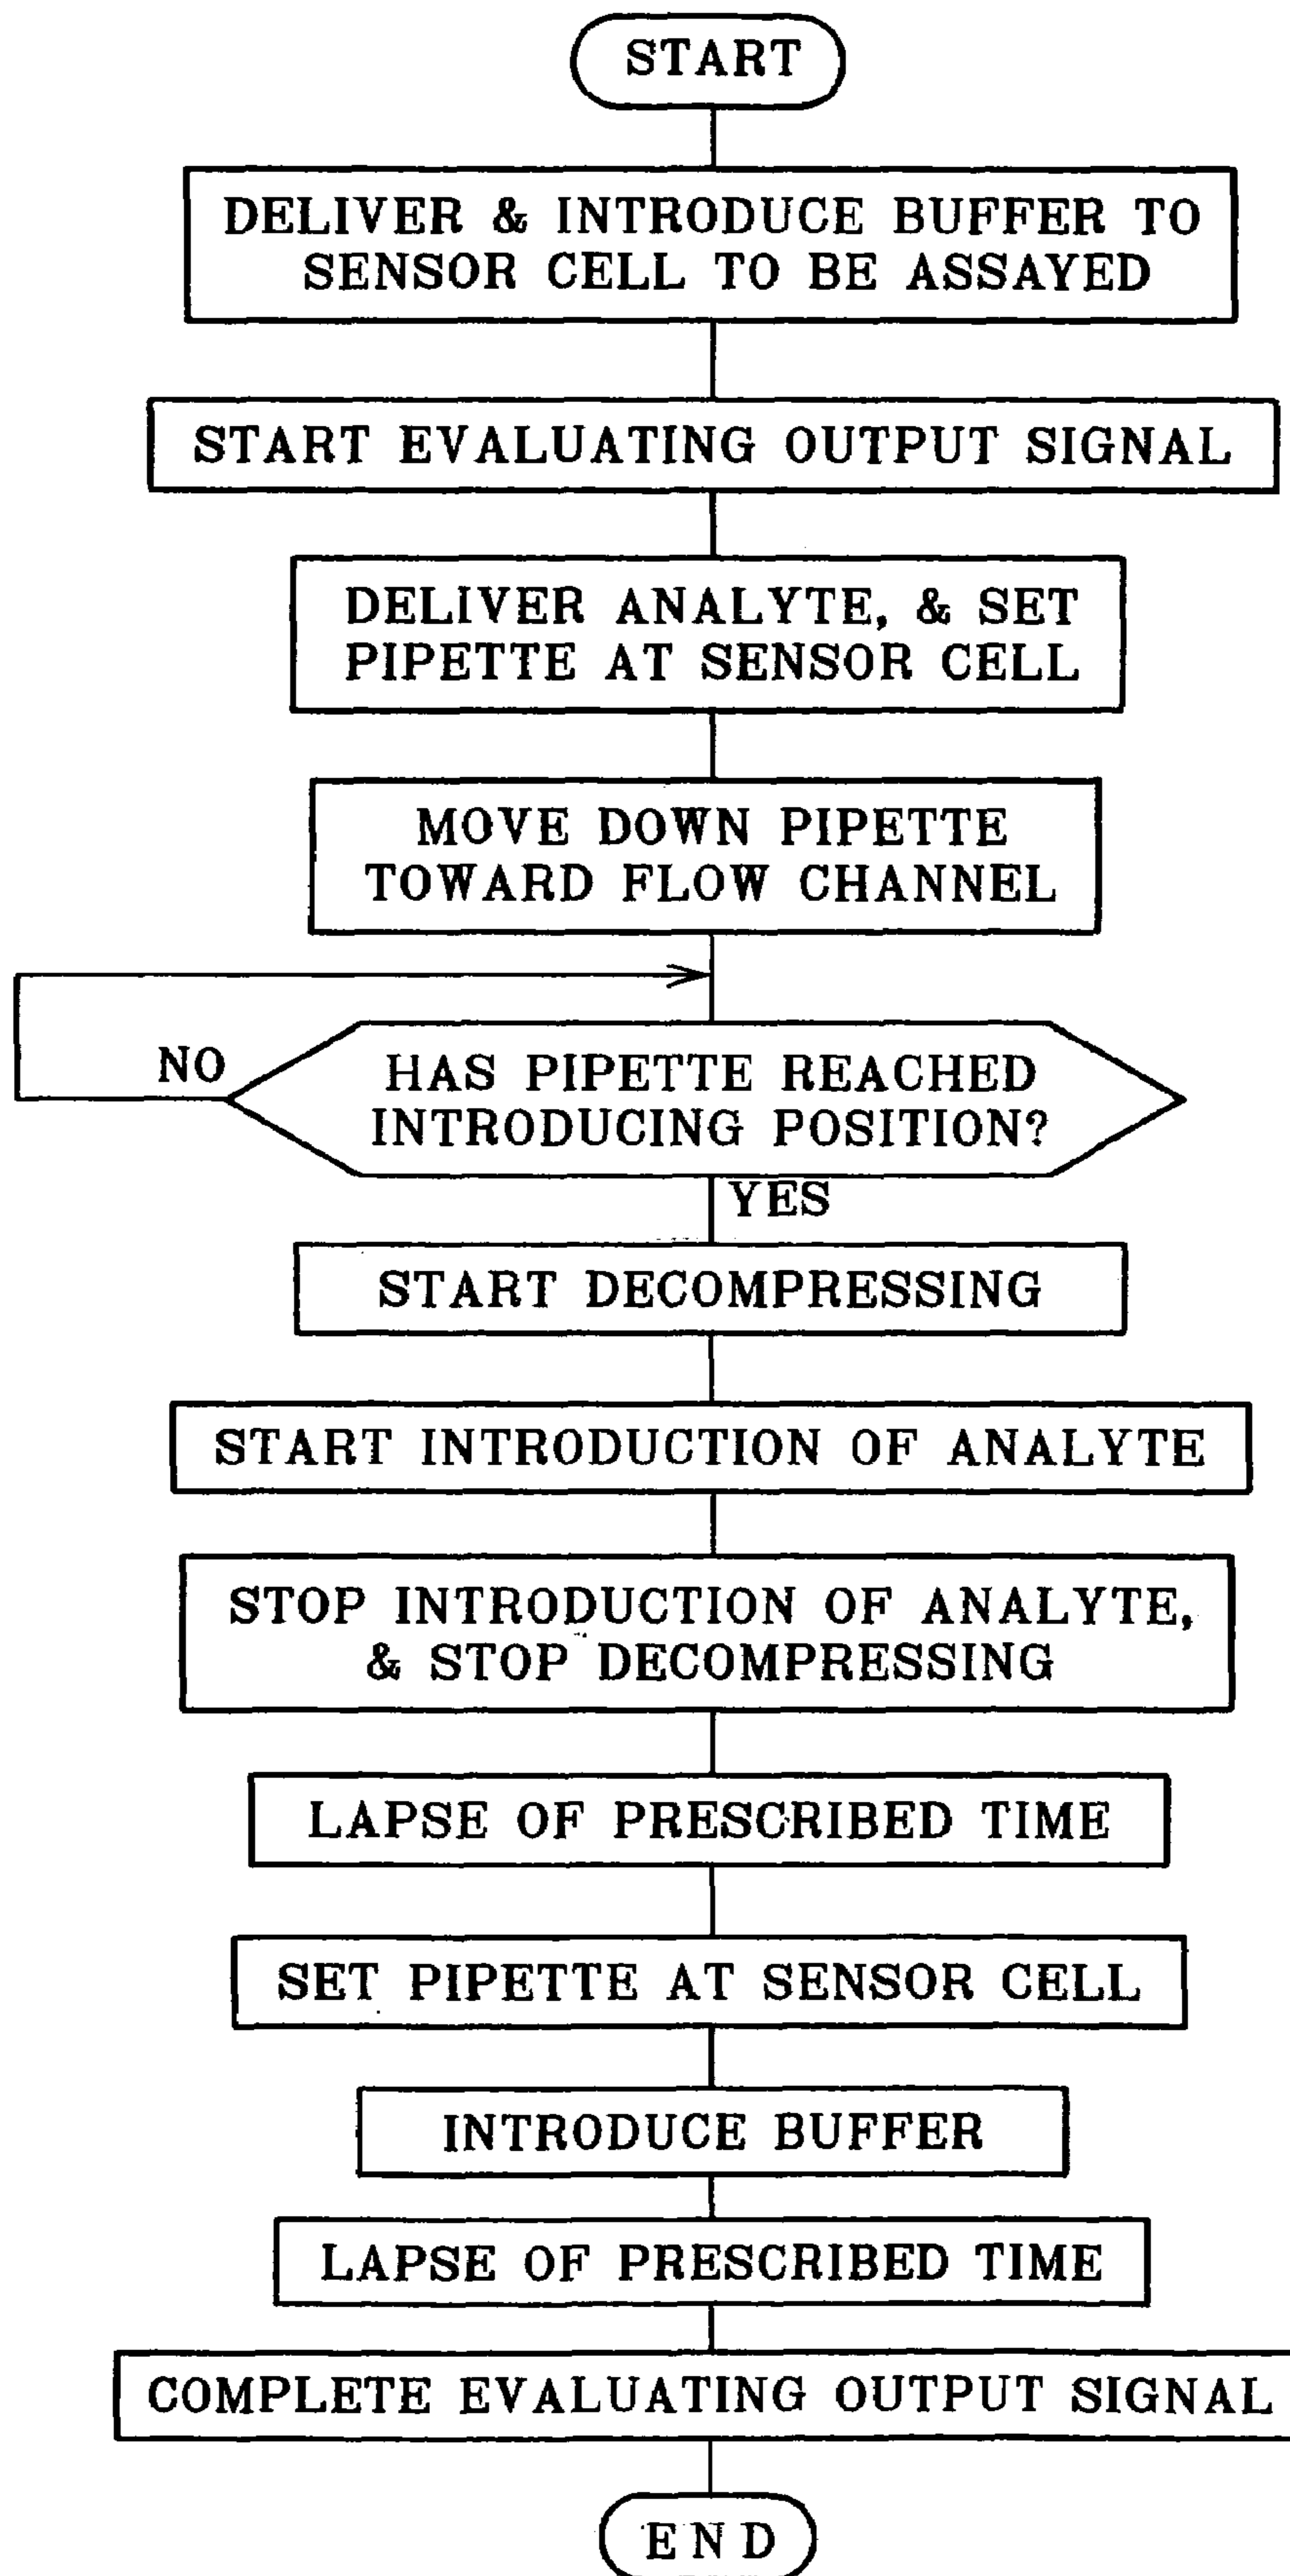 START
DELIVER & INTRODUCE BUFFER TO
SENSOR CELL TO BE ASSAYED
START EVALUATING OUTPUT SIGNAL
DELIVER ANALYTE, & SET
PIPETTE AT SENSOR CELL
MOVE DOWN PIPETTE
TOWARD FLOW CHANNEL
NO
HAS PIPETTE REACHED
INTRODUCING POSITION?
YES
START DECOMPRESSING
START INTRODUCTION OF ANALYTE
STOP INTRODUCTION OF ANALYTE,
& STOP DECOMPRESSING
LAPSE OF PRESCRIBED TIME
SET PIPETTE AT SENSOR CELL
INTRODUCE BUFFER
LAPSE OF PRESCRIBED TIME
COMPLETE EVALUATING OUTPUT SIGNAL
END